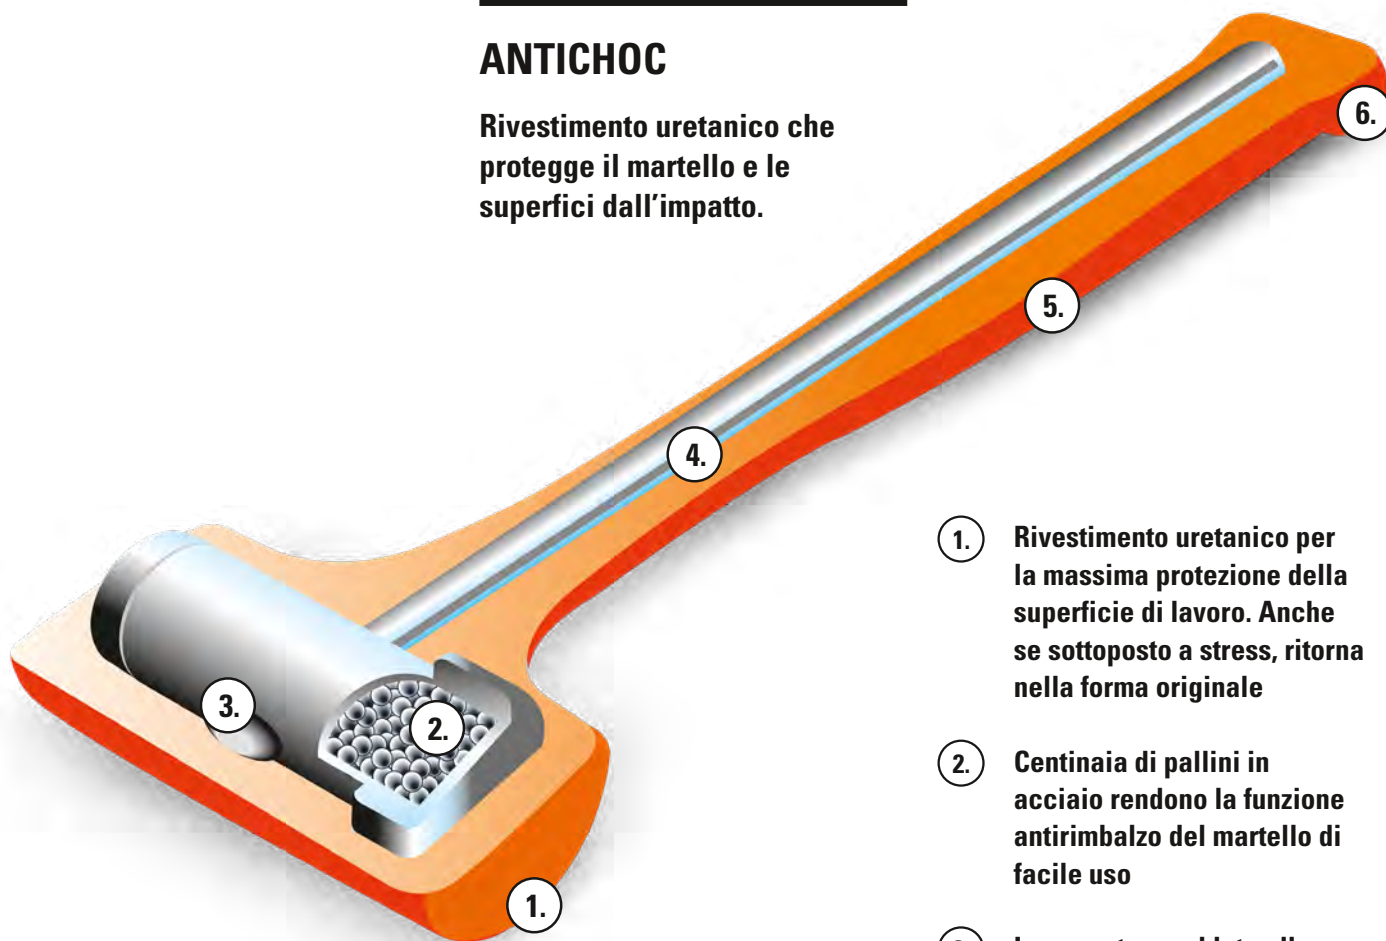 ANTICHOC
Rivestimento uretanico che
protegge il martello e le
superfici dall'impatto.
6.
5.
4.
3.
2.
1.
1. Rivestimento uretanico per
la massima protezione della
superficie di lavoro. Anche
se sottoposto a stress, ritorna
nella forma originale
2. Centinaia di pallini in
acciaio rendono la funzione
antirimbalzo del martello di
facile uso